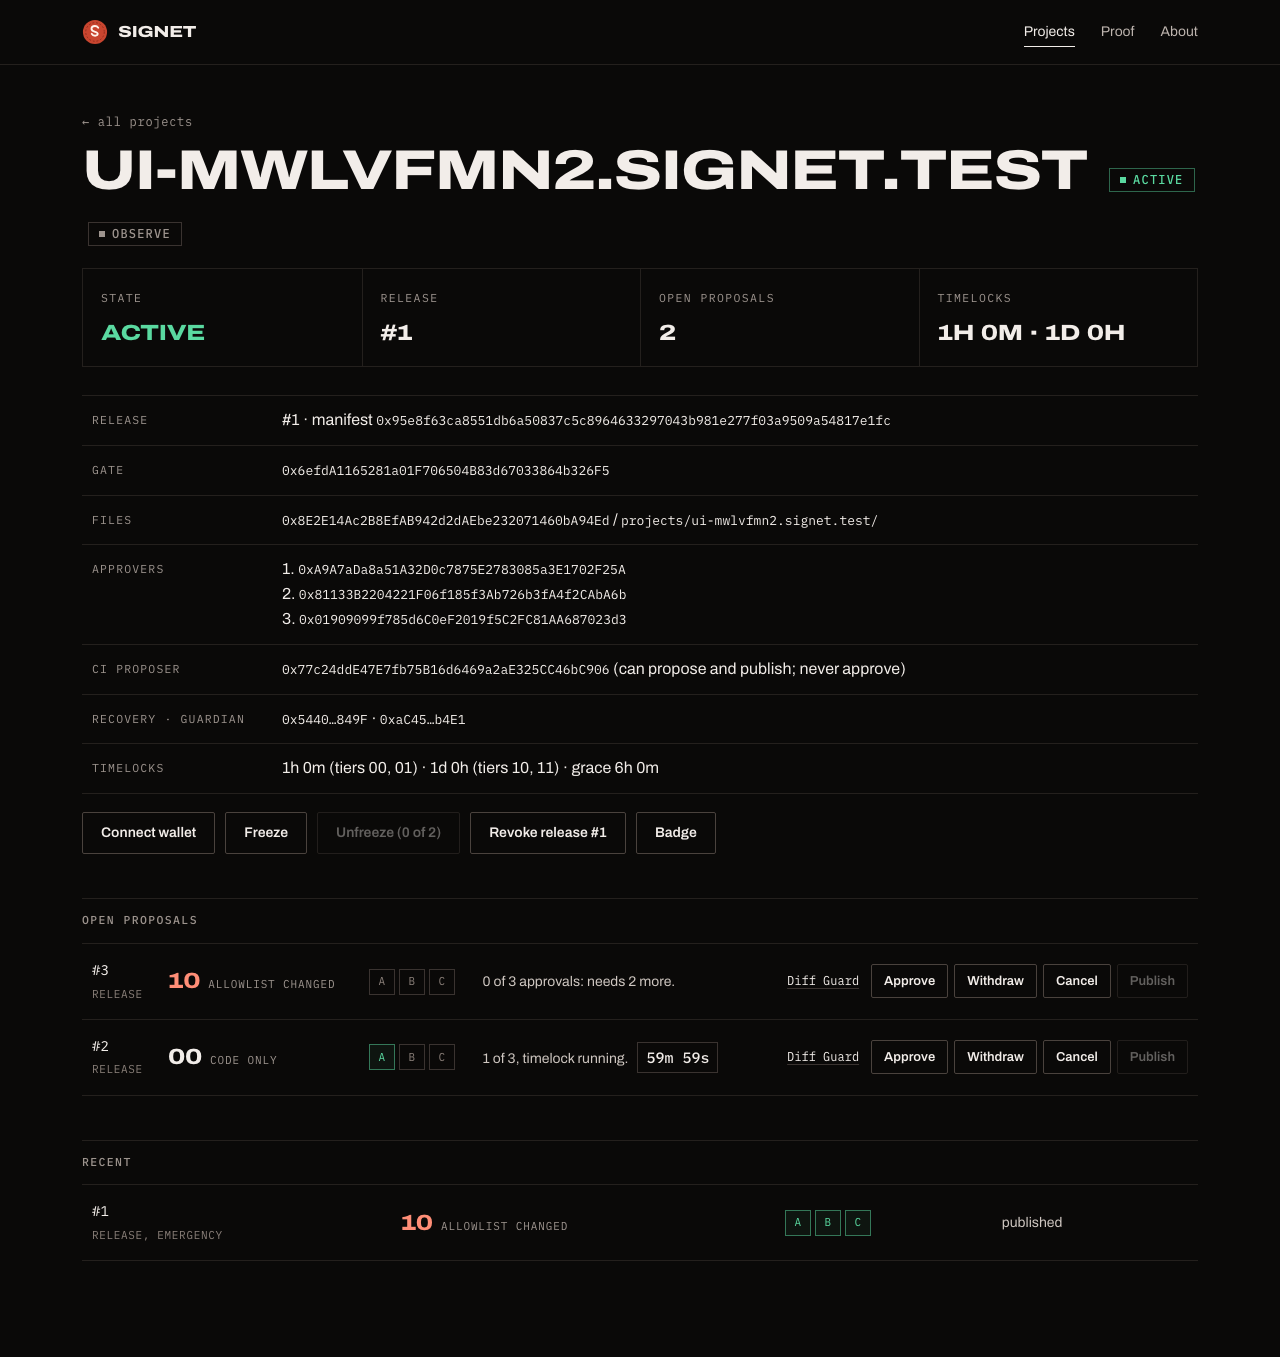 S SIGNET
Projects Proof About
← all projects
UI-MWLVFMN2.SIGNET.TEST ACTIVE
OBSERVE
STATE RELEASE OPEN PROPOSALS TIMELOCKS
ACTIVE #1 2 1H 0M · 1D 0H
RELEASE #1 · manifest 0x95e8f63ca8551db6a50837c5c8964633297043b981e277f03a9509a54817e1fc
GATE 0x6efdA1165281a01F706504B83d67033864b326F5
FILES 0x8E2E14Ac2B8EfAB942d2dAEbe232071460bA94Ed / projects/ui-mwlvfmn2.signet.test/
APPROVERS 1. 0xA9A7aDa8a51A32D0c7875E2783085a3E1702F25A
2. 0x81133B2204221F06f185f3Ab726b3fA4f2CAbA6b
3. 0x01909099f785d6C0eF2019f5C2FC81AA687023d3
CI PROPOSER 0x77c24ddE47E7fb75B16d6469a2aE325CC46bC906 (can propose and publish; never approve)
RECOVERY · GUARDIAN 0x5440…849F · 0xaC45…b4E1
TIMELOCKS 1h 0m (tiers 00, 01) · 1d 0h (tiers 10, 11) · grace 6h 0m
Connect wallet Freeze Unfreeze (0 of 2) Revoke release #1 Badge
OPEN PROPOSALS
#3 RELEASE 10 ALLOWLIST CHANGED A B C 0 of 3 approvals: needs 2 more. Diff Guard Approve Withdraw Cancel Publish
#2 RELEASE 00 CODE ONLY A B C 1 of 3, timelock running. 59m 59s Diff Guard Approve Withdraw Cancel Publish
RECENT
#1 RELEASE, EMERGENCY 10 ALLOWLIST CHANGED A B C published